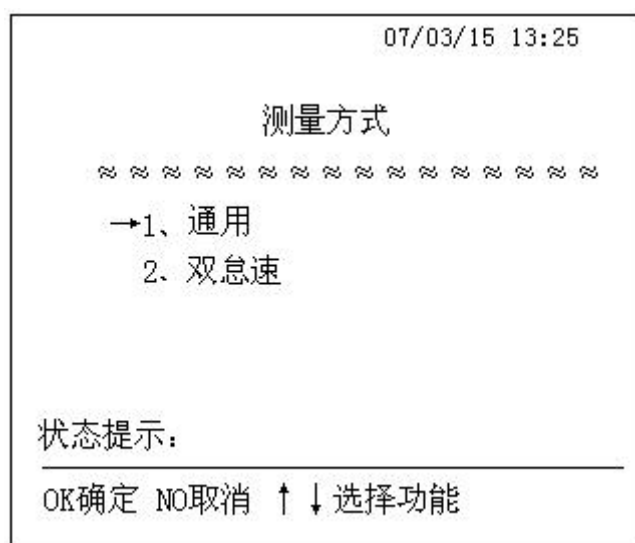 07/03/15 13:25
测量方式
≈ ≈ ≈ ≈ ≈ ≈ ≈ ≈ ≈ ≈ ≈ ≈ ≈ ≈ ≈ ≈
→1、通用
2、双怠速
状态提示:
OK确定 NO取消 ↑↓选择功能